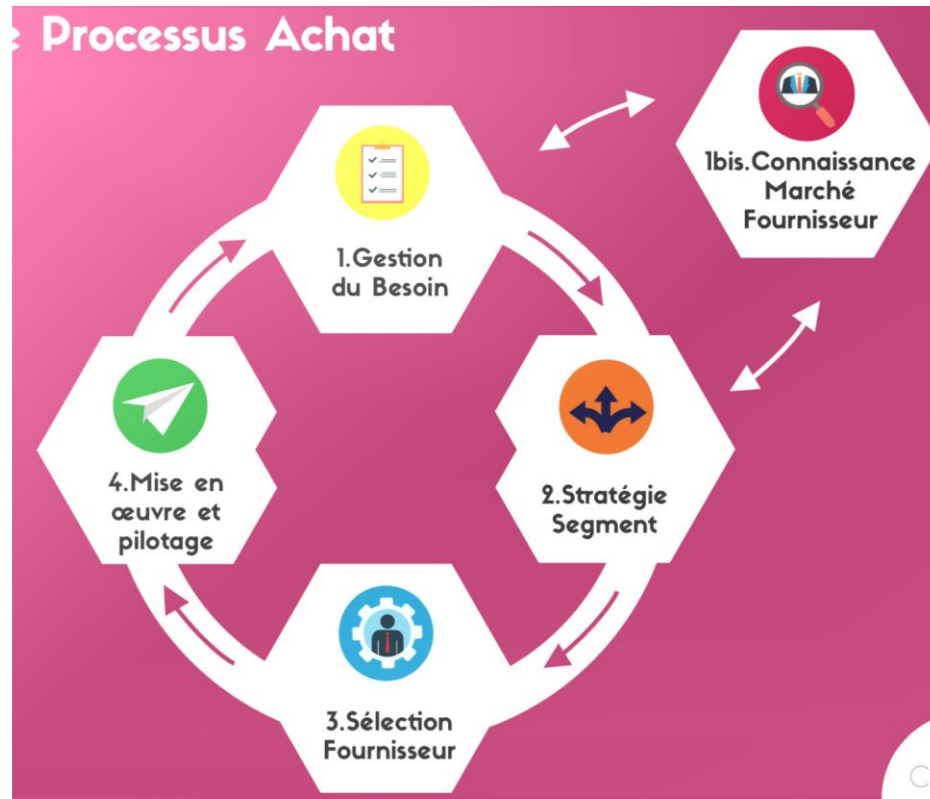 Processus Achat
1bis.Connaissance
Marché
Fournisseur
1.Gestion
du Besoin
2.Stratégie
Segment
3.Sélection
Fournisseur
4.Mise en
œuvre et
pilotage